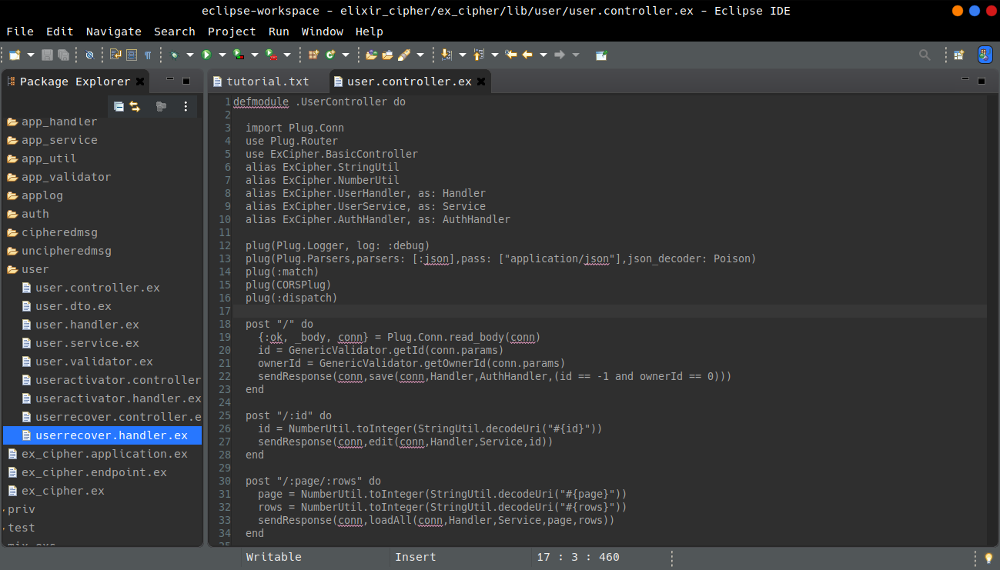 eclipse-workspace - elixir_cipher/ex_cipher/lib/user/user.controller.ex - Eclipse IDE
File Edit Navigate Search Project Run Window Help
Package Explorer
app_handler
app_service
app_util
app_validator
applog
auth
cipheredmsg
uncipheredmsg
user
user.controller.ex
user.dto.ex
user.handler.ex
user.service.ex
user.validator.ex
useractivator.controller
useractivator.handler.ex
userrecover.controller.e
userrecover.handler.ex
ex_cipher.application.ex
ex_cipher.endpoint.ex
ex_cipher.ex
priv
test
mix.exs
tutorial.txt user.controller.ex
1 defmodule .UserController do
2
3 import Plug.Conn
4 use Plug.Router
5 use ExCipher.BasicController
6 alias ExCipher.StringUtil
7 alias ExCipher.NumberUtil
8 alias ExCipher.UserHandler, as: Handler
9 alias ExCipher.UserService, as: Service
10 alias ExCipher.AuthHandler, as: AuthHandler
11
12 plug(Plug.Logger, log: :debug)
13 plug(Plug.Parsers,parsers: [:json],pass: ["application/json"],json_decoder: Poison)
14 plug(:match)
15 plug(CORSPlug)
16 plug(:dispatch)
17
18 post "/" do
19 {:ok, _body, conn} = Plug.Conn.read_body(conn)
20 id = GenericValidator.getId(conn.params)
21 ownerId = GenericValidator.getOwnerId(conn.params)
22 sendResponse(conn,save(conn,Handler,AuthHandler,(id == -1 and ownerId == 0)))
23 end
24
25 post "/:id" do
26 id = NumberUtil.toInteger(StringUtil.decodeUri("#{id}"))
27 sendResponse(conn,edit(conn,Handler,Service,id))
28 end
29
30 post "/:page/:rows" do
31 page = NumberUtil.toInteger(StringUtil.decodeUri("#{page}"))
32 rows = NumberUtil.toInteger(StringUtil.decodeUri("#{rows}"))
33 sendResponse(conn,loadAll(conn,Handler,Service,page,rows))
34 end
35
Writable Insert 17 : 3 : 460